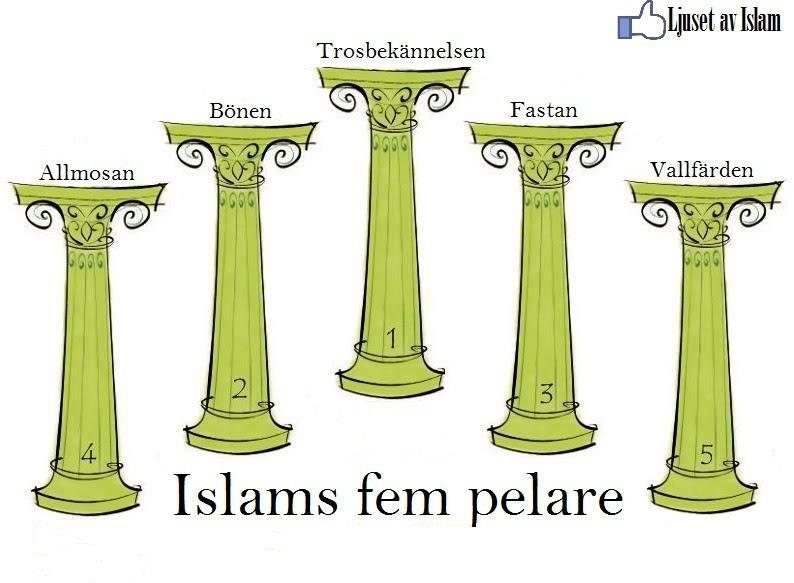 Ljuset av Islam
Trosbekännelsen
Bönen
Fastan
Allmosan
Vallfärden
1
2
3
4
5
Islams fem pelare